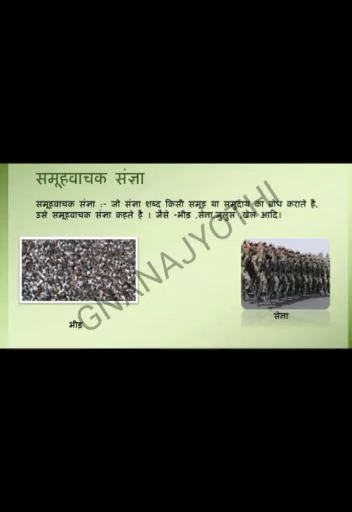 समूहवाचक संज्ञा
समूहवाचक संज्ञा :- जो संज्ञा शब्द किसी समूह या समुदाय का बोध कराते हैं,
उसे समूहवाचक संज्ञा कहते है । जैसे -भीड़ ,सेना,जुलुस खेल आदि।
GNANAJYOTHI
भीड़
सेना